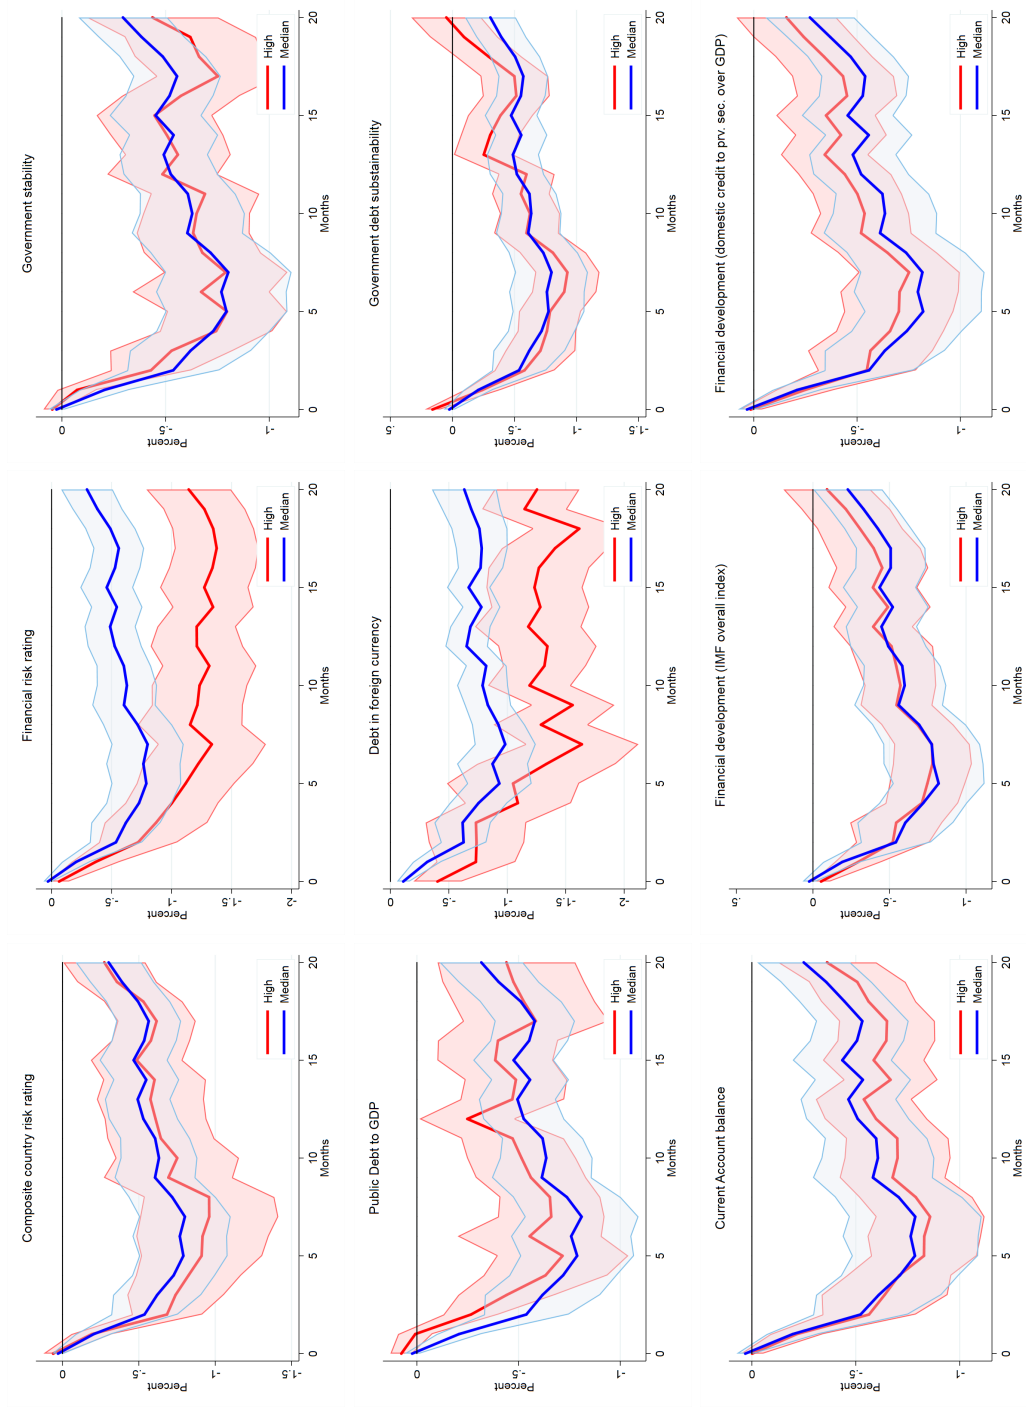 Composite country risk rating
Percent
0
-.5
-1
-1.5
High
Median
0 5 10 15 20
Months
Financial risk rating
Percent
0
-.5
-1
-1.5
-2
High
Median
0 5 10 15 20
Months
Government stability
Percent
0
-.5
-1
High
Median
0 5 10 15 20
Months
Public Debt to GDP
Percent
0
-.5
-1
High
Median
0 5 10 15 20
Months
Debt in foreign currency
Percent
0
-.5
-1
-1.5
-2
High
Median
0 5 10 15 20
Months
Government debt substainability
Percent
.5
0
-.5
-1
-1.5
High
Median
0 5 10 15 20
Months
Current Account balance
Percent
0
-.5
-1
High
Median
0 5 10 15 20
Months
Financial development (IMF overall index)
Percent
.5
0
-.5
-1
High
Median
0 5 10 15 20
Months
Financial development (domestic credit to prv. sec. over GDP)
Percent
0
-.5
-1
High
Median
0 5 10 15 20
Months